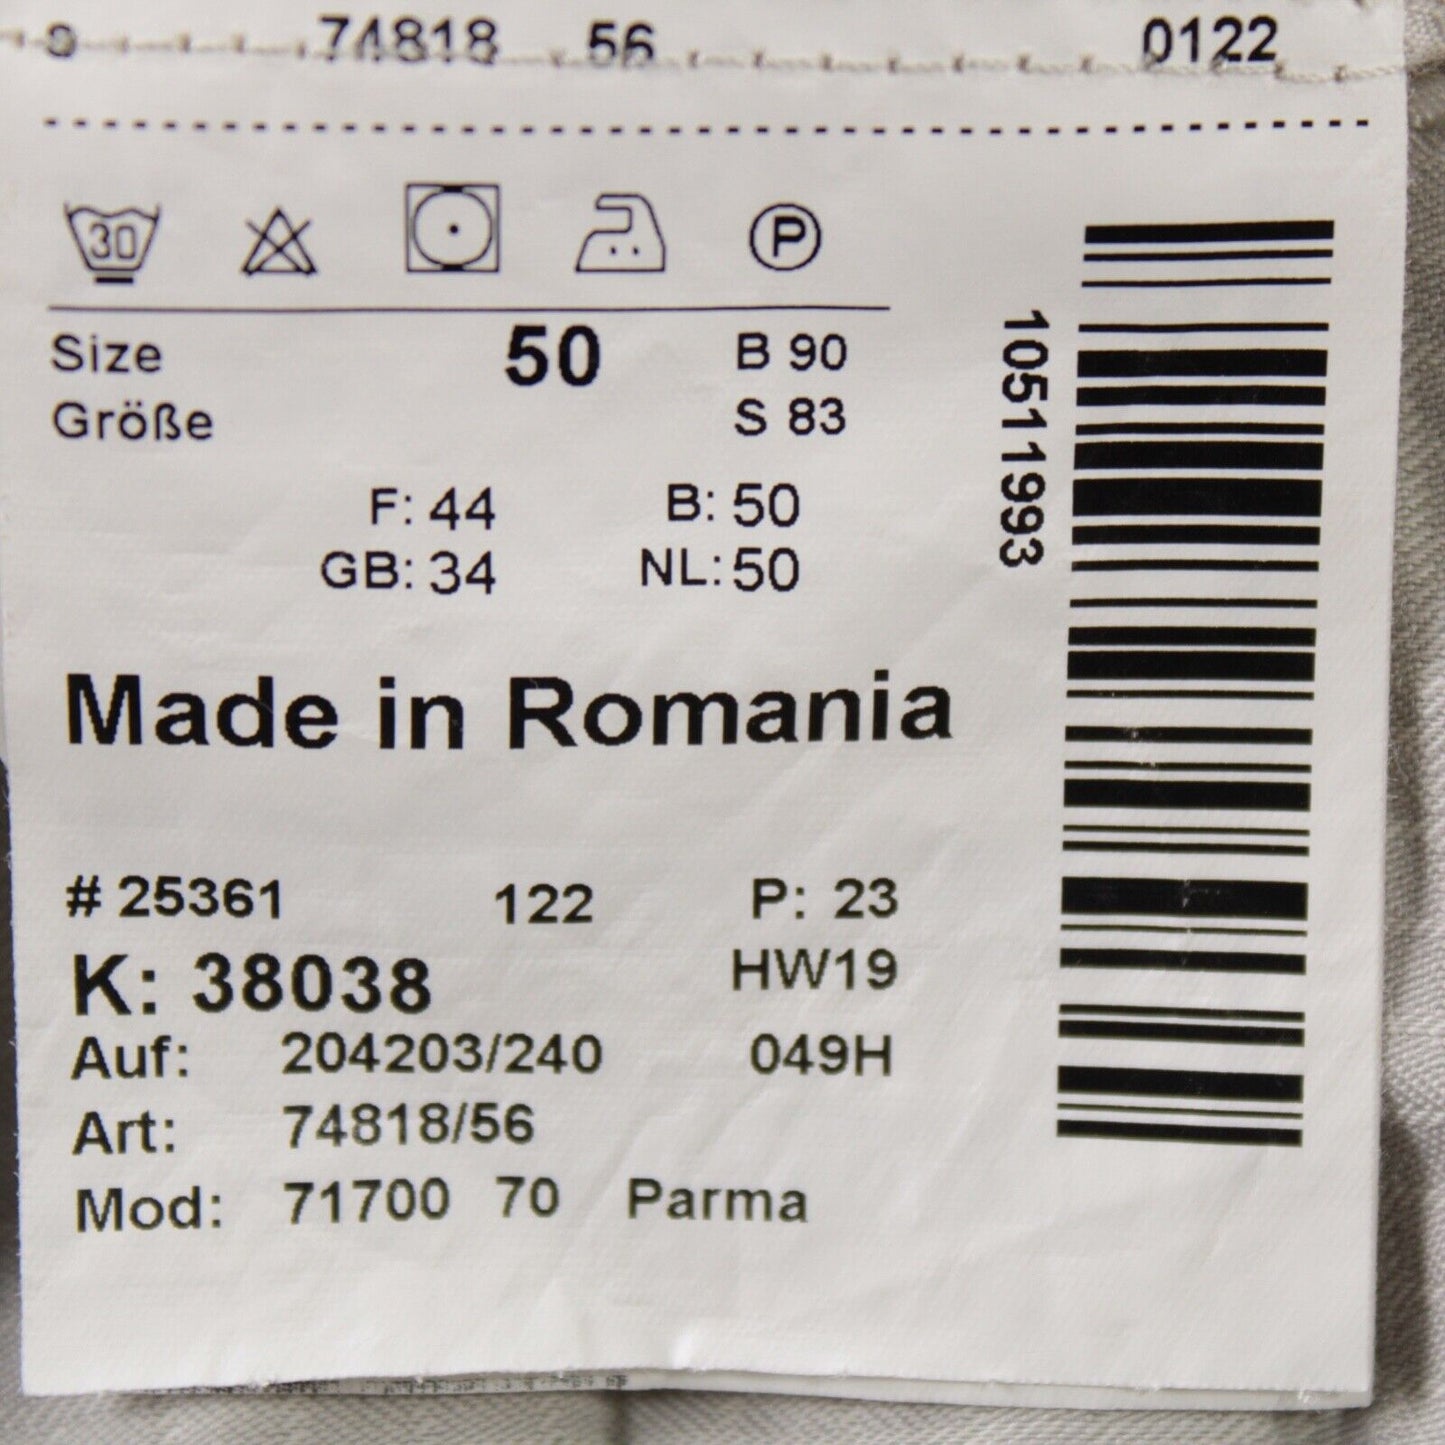 74818 56 0122
30 P
Size 50 B 90
Größe S 83
F: 44 B: 50
GB: 34 NL: 50
10511993
Made in Romania
# 25361 122 P: 23
K: 38038 HW19
Auf: 204203/240 049H
Art: 74818/56
Mod: 71700 70 Parma